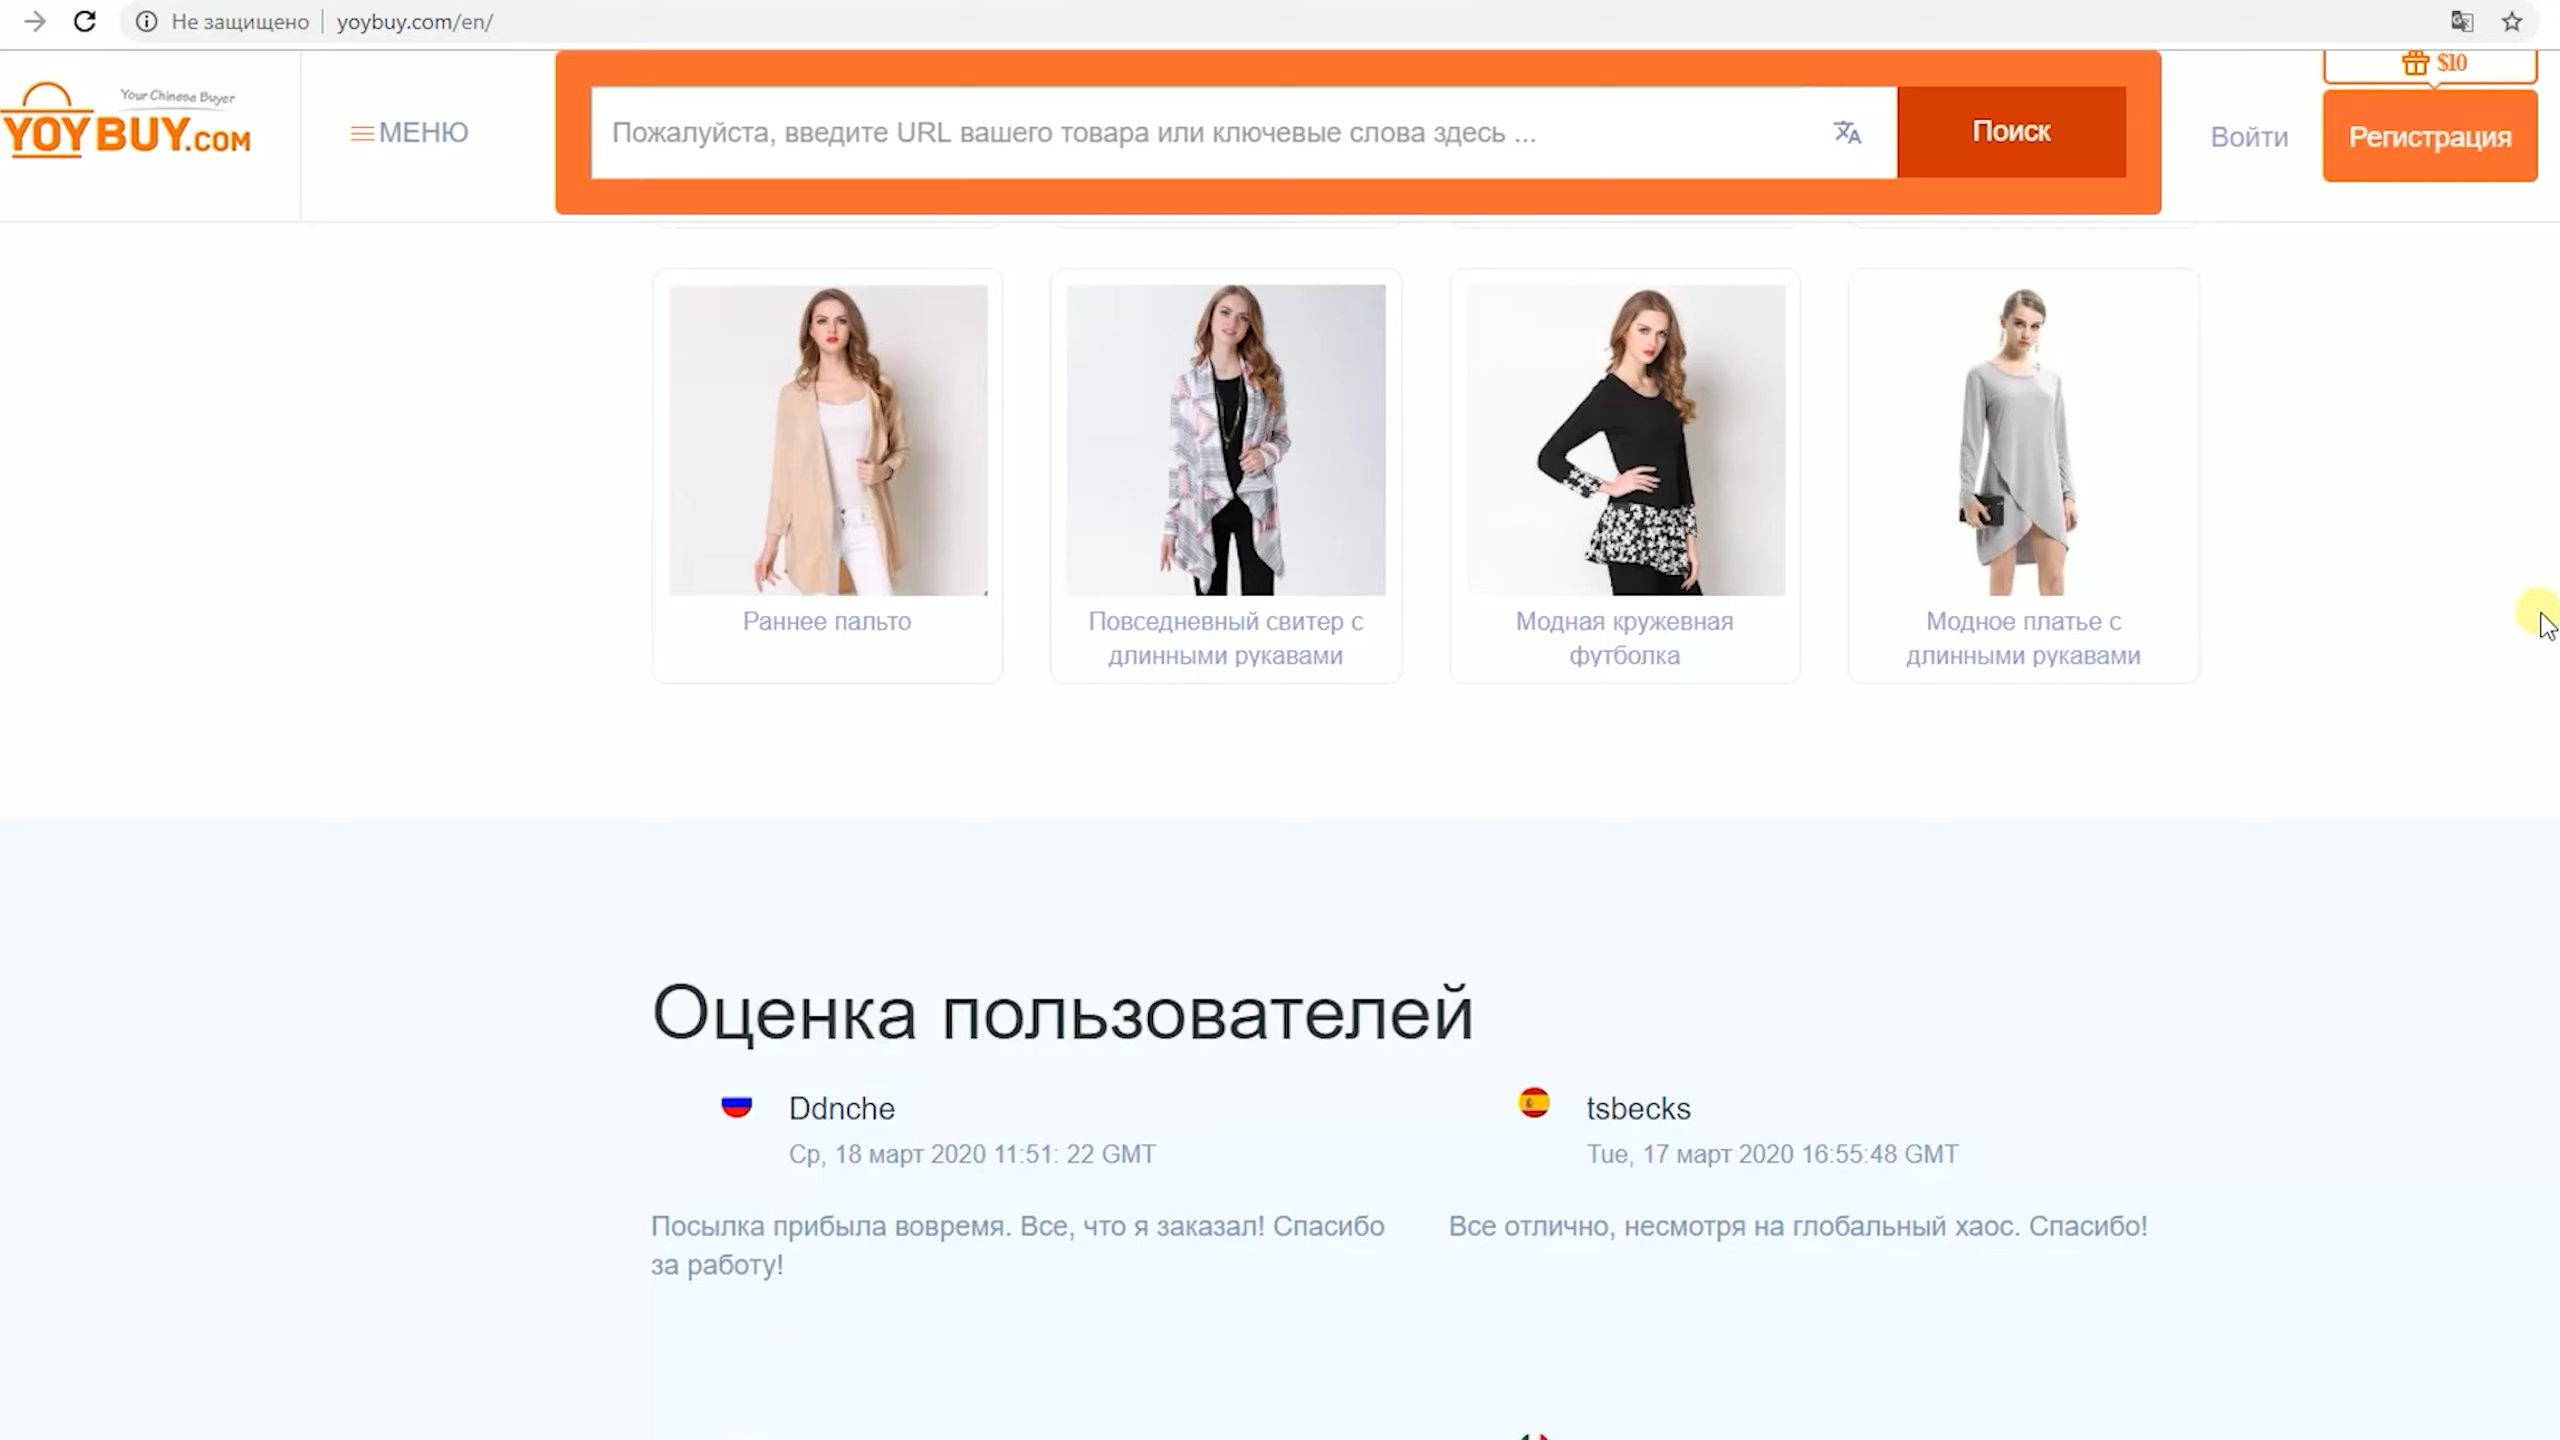 Не защищено
yoybuy.com/en/
Your Chinese Buyer
YOYBUY.COM
МЕНЮ
Пожалуйста, введите URL вашего товара или ключевые слова здесь ...
Поиск
Войти
$10
Регистрация
Раннее пальто
Повседневный свитер с
длинными рукавами
Модная кружевная
футболка
Модное платье с
длинными рукавами
Оценка пользователей
Ddnche
Ср, 18 март 2020 11:51: 22 GMT
Посылка прибыла вовремя. Все, что я заказал! Спасибо
за работу!
tsbecks
Tue, 17 март 2020 16:55:48 GMT
Все отлично, несмотря на глобальный хаос. Спасибо!